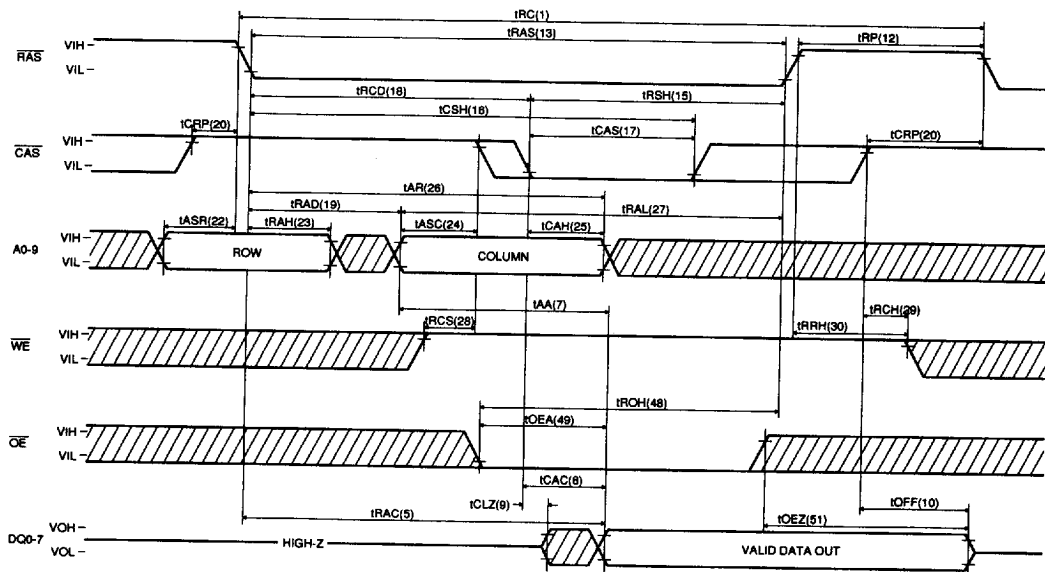 tRC(1)
tRAS(13)
tRP(12)
RAS
VIH
VIL
tRCD(18)
tRSH(15)
tCSH(16)
tCRP(20)
tCAS(17)
tCRP(20)
CAS
VIH
VIL
tAR(26)
tRAD(19)
tRAL(27)
tASR(22)
tRAH(23)
tASC(24)
tCAH(25)
A0-9
VIH
VIL
ROW
COLUMN
tAA(7)
tRCS(28)
tRCH(29)
tRRH(30)
WE
VIH
VIL
tROH(48)
tOEA(49)
OE
VIH
VIL
tCAC(8)
tCLZ(9)
tOFF(10)
tRAC(5)
tOEZ(51)
DQ0-7
VOH
VOL
HIGH-Z
VALID DATA OUT